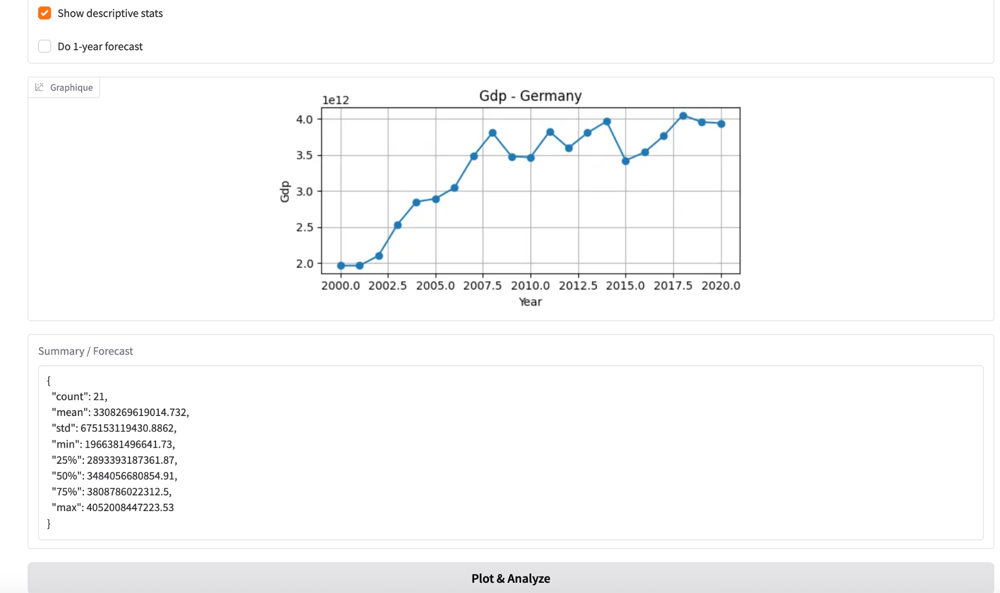 Show descriptive stats
Do 1-year forecast
Graphique
Gdp - Germany
1e12
4.0
3.5
3.0
2.5
2.0
Gdp
2000.0 2002.5 2005.0 2007.5 2010.0 2012.5 2015.0 2017.5 2020.0
Year
Summary / Forecast
{
"count": 21,
"mean": 3308269619014.732,
"std": 675153119430.8862,
"min": 1966381496641.73,
"25%": 2893393187361.87,
"50%": 3484056680854.91,
"75%": 3808786022312.5,
"max": 4052008447223.53
}
Plot & Analyze